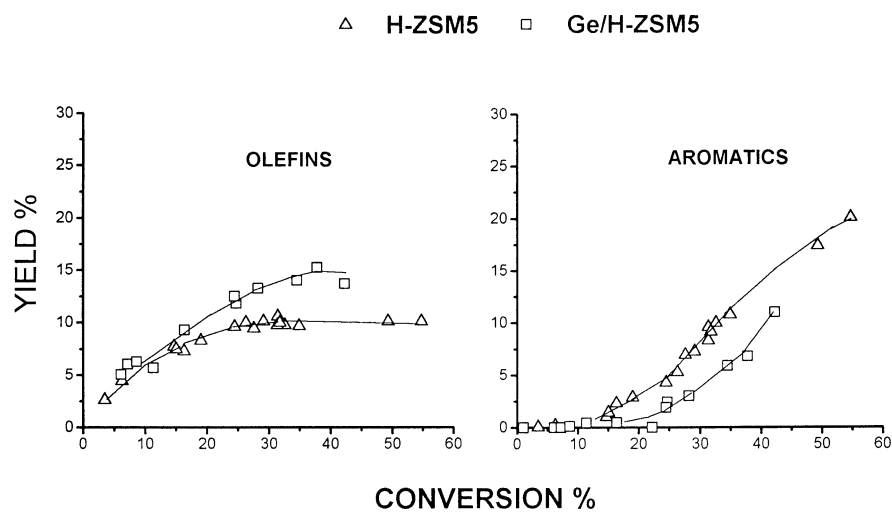 H-ZSM5 Ge/H-ZSM5
30 30
25 25
OLEFINS AROMATICS
20 20
15 15
10 10
5 5
0 0
0 10 20 30 40 50 60 0 10 20 30 40 50 60
YIELD %
CONVERSION %